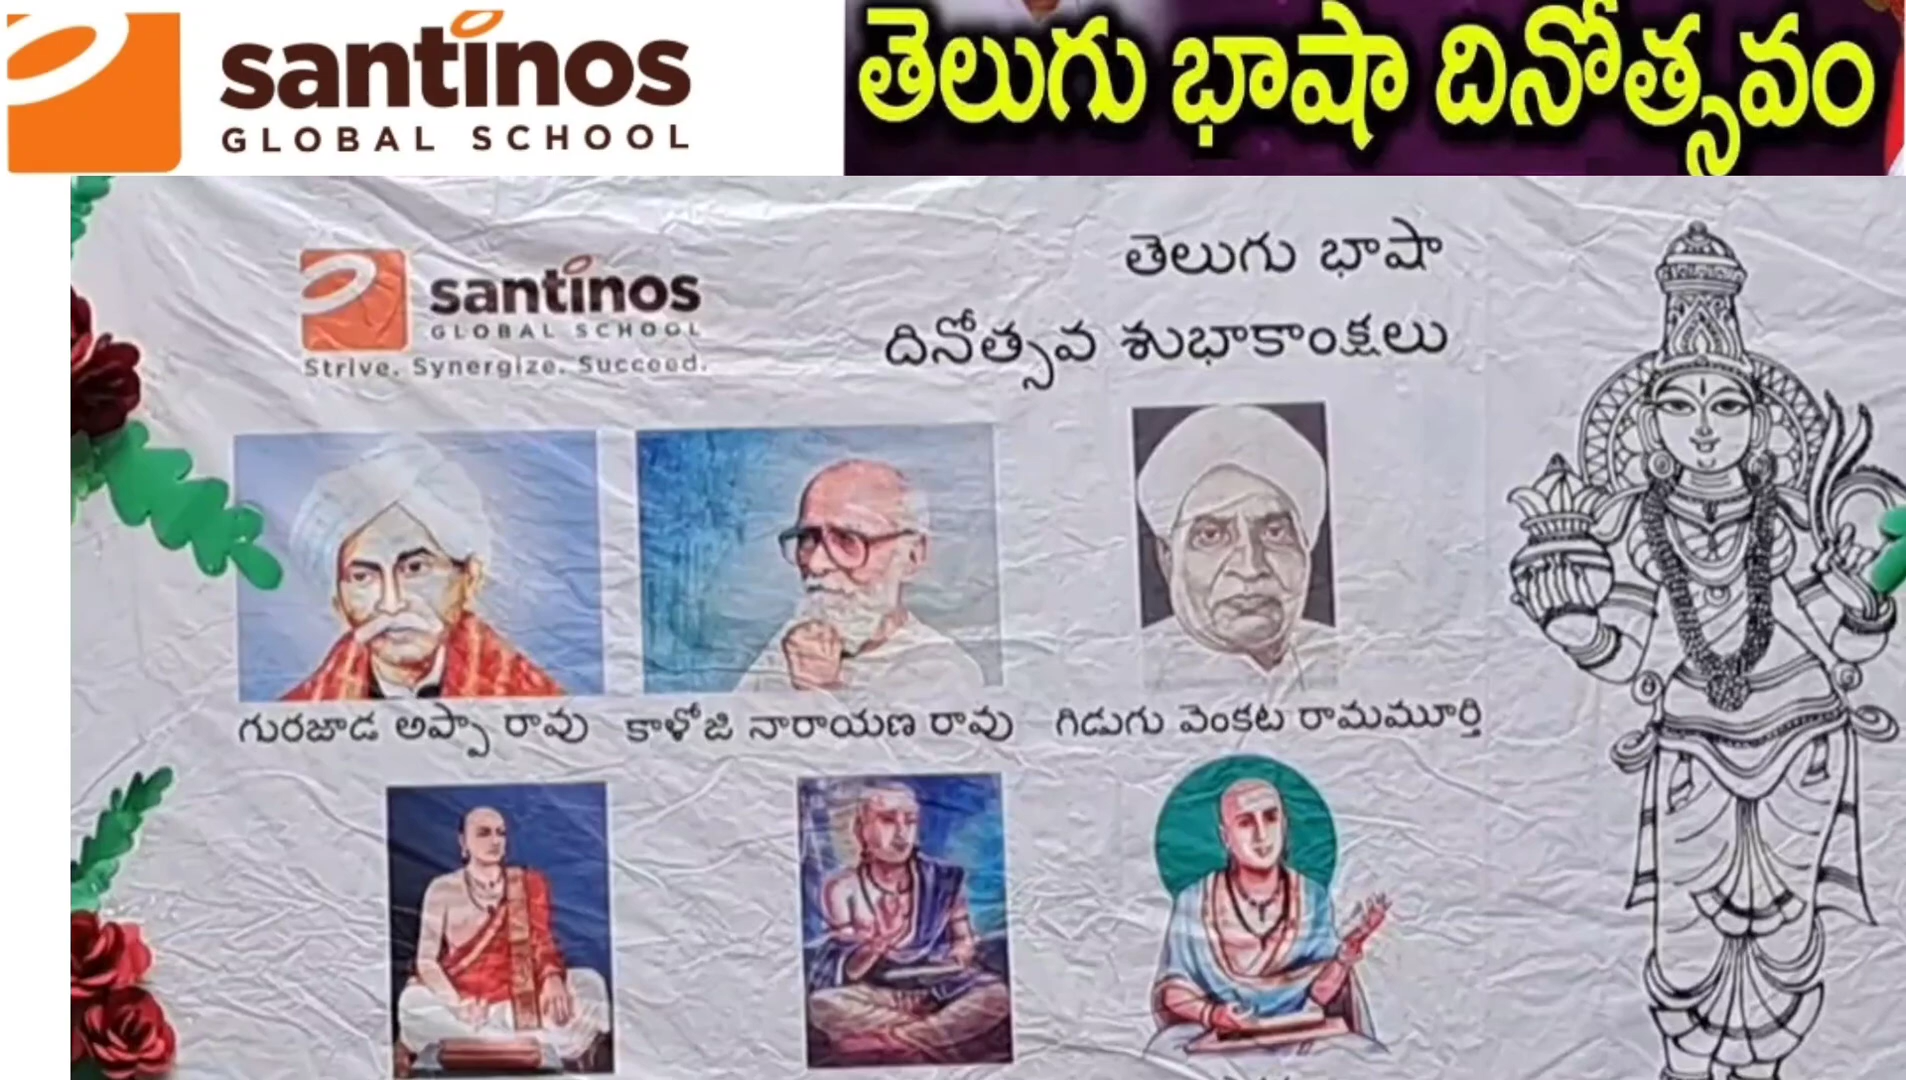 santinos
GLOBAL SCHOOL
తెలుగు భాషా దినోత్సవం
santinos
GLOBAL SCHOOL
Strive. Synergize. Succeed.
తెలుగు భాషా
దినోత్సవ శుభాకాంక్షలు
గురజాడ అప్పా రావు
కాళోజి నారాయణ రావు
గిడుగు వెంకట రామమూర్తి